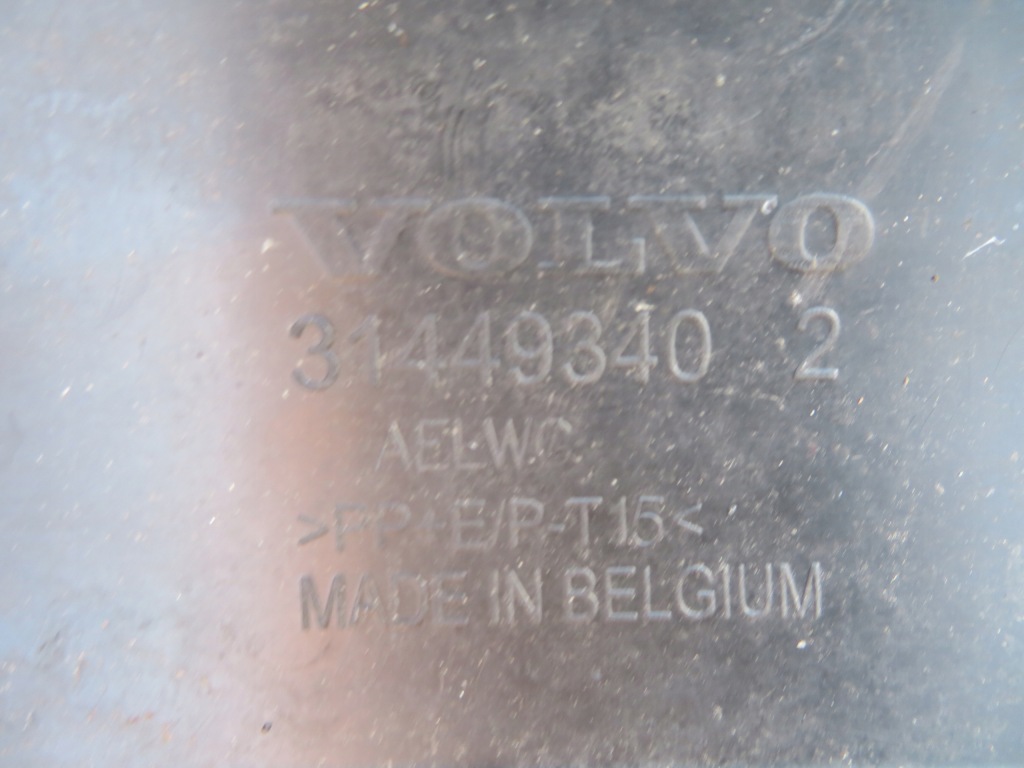 VOLVO
31449340 2
AELWC
>PP+E/P-T15<
MADE IN BELGIUM